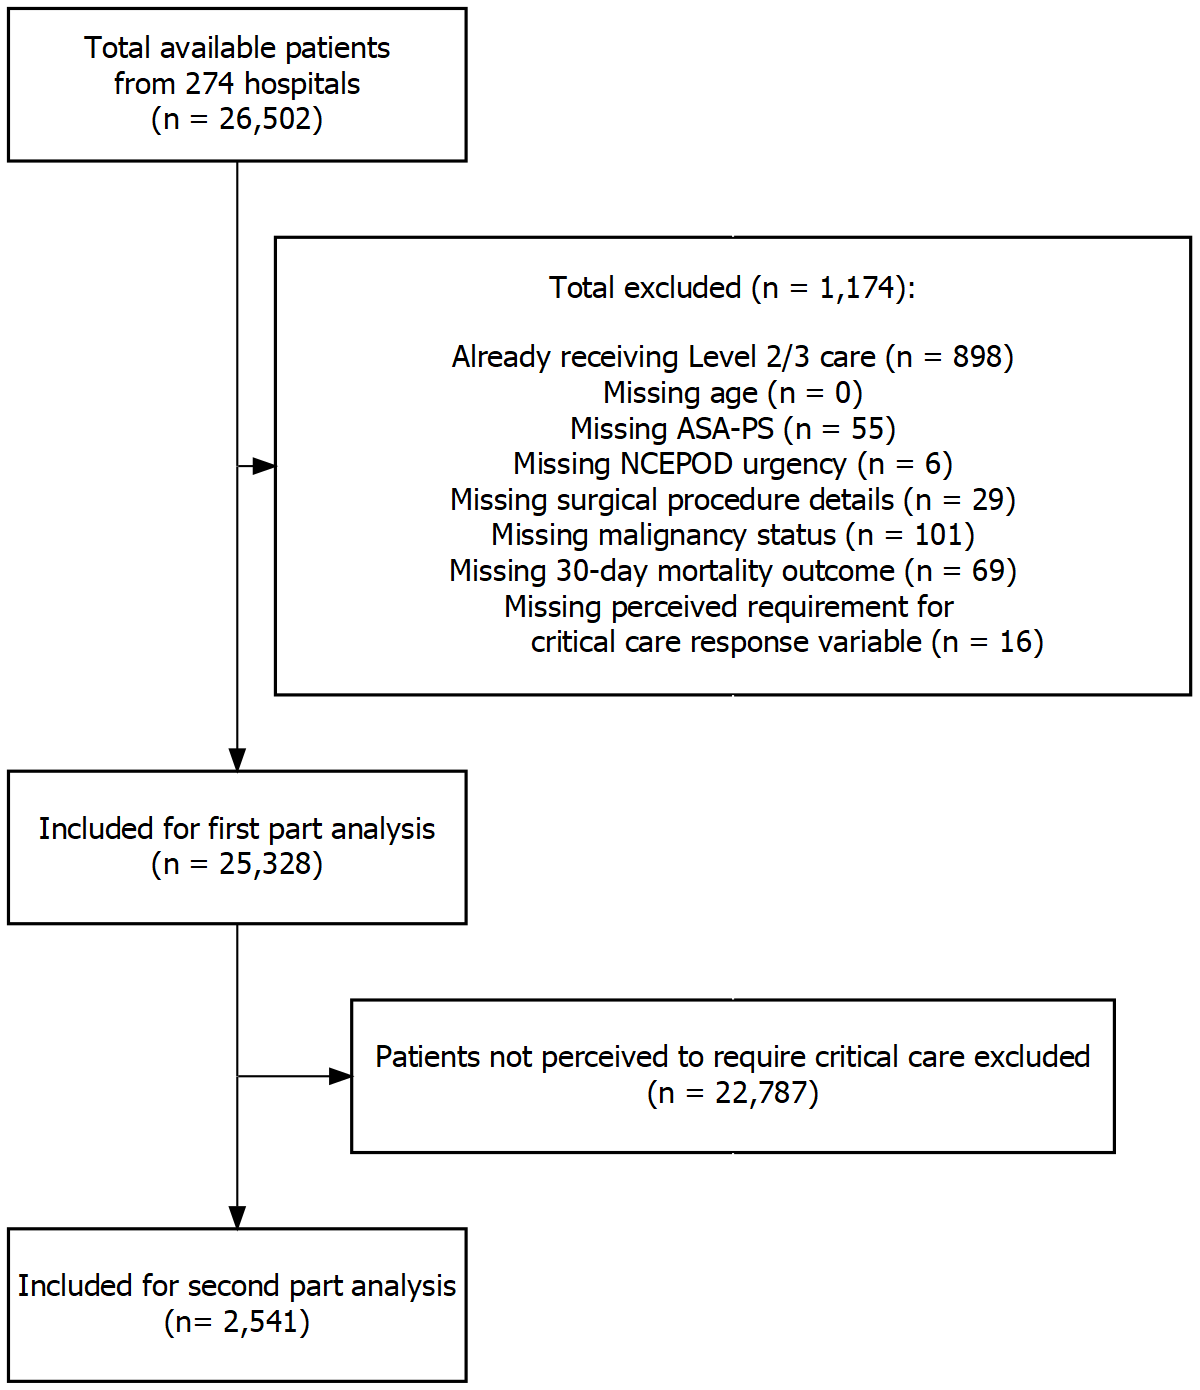 Total available patients
from 274 hospitals
(n = 26,502)
Total excluded (n = 1,174):
Already receiving Level 2/3 care (n = 898)
Missing age (n = 0)
Missing ASA-PS (n = 55)
Missing NCEPOD urgency (n = 6)
Missing surgical procedure details (n = 29)
Missing malignancy status (n = 101)
Missing 30-day mortality outcome (n = 69)
Missing perceived requirement for
critical care response variable (n = 16)
Included for first part analysis
(n = 25,328)
Patients not perceived to require critical care excluded
(n = 22,787)
Included for second part analysis
(n= 2,541)